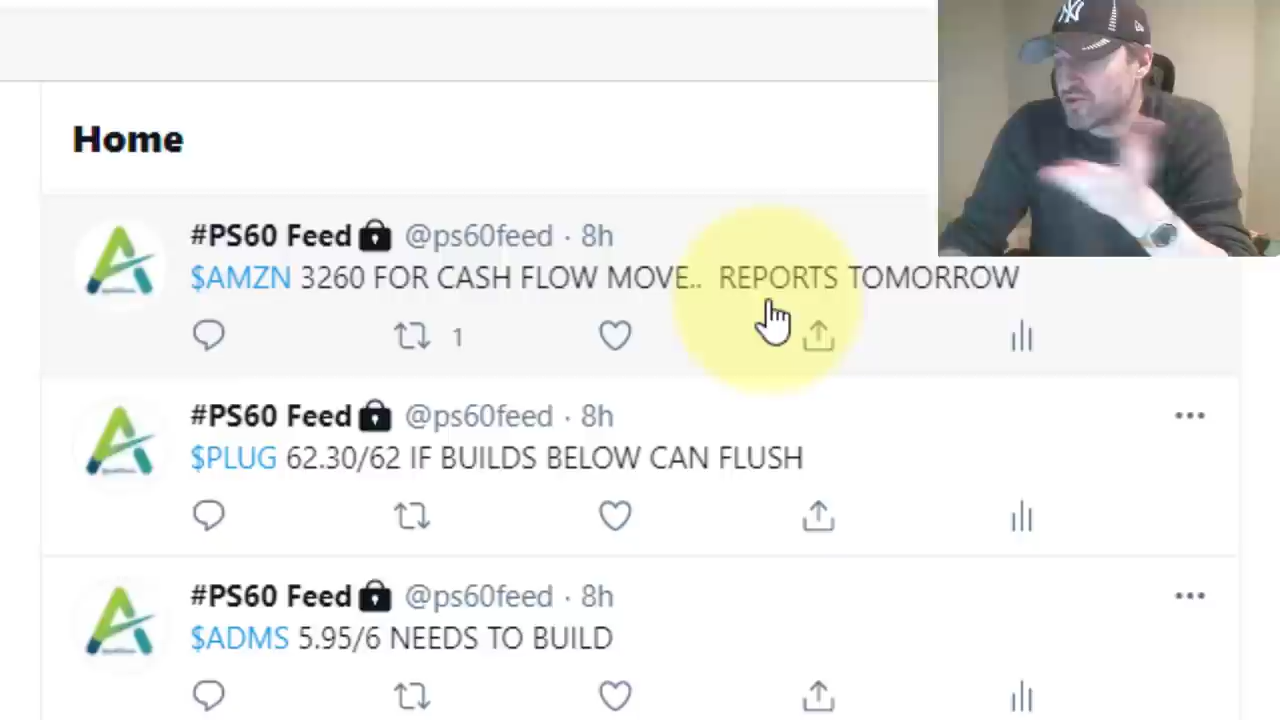 Home
#PS60 Feed @ps60feed · 8h
$AMZN 3260 FOR CASH FLOW MOVE.. REPORTS TOMORROW
1
#PS60 Feed @ps60feed · 8h
$PLUG 62.30/62 IF BUILDS BELOW CAN FLUSH
#PS60 Feed @ps60feed · 8h
$ADMS 5.95/6 NEEDS TO BUILD